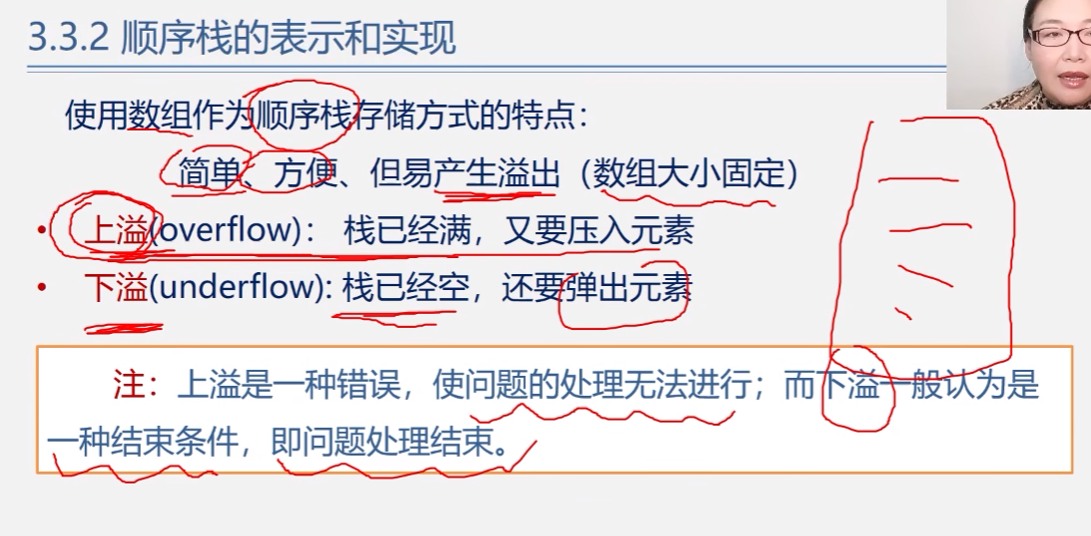 3.3.2 顺序栈的表示和实现
使用数组作为顺序栈存储方式的特点：
简单、方便、但易产生溢出（数组大小固定）
• 上溢(overflow)： 栈已经满，又要压入元素
• 下溢(underflow): 栈已经空，还要弹出元素
注：上溢是一种错误，使问题的处理无法进行；而下溢一般认为是
一种结束条件，即问题处理结束。